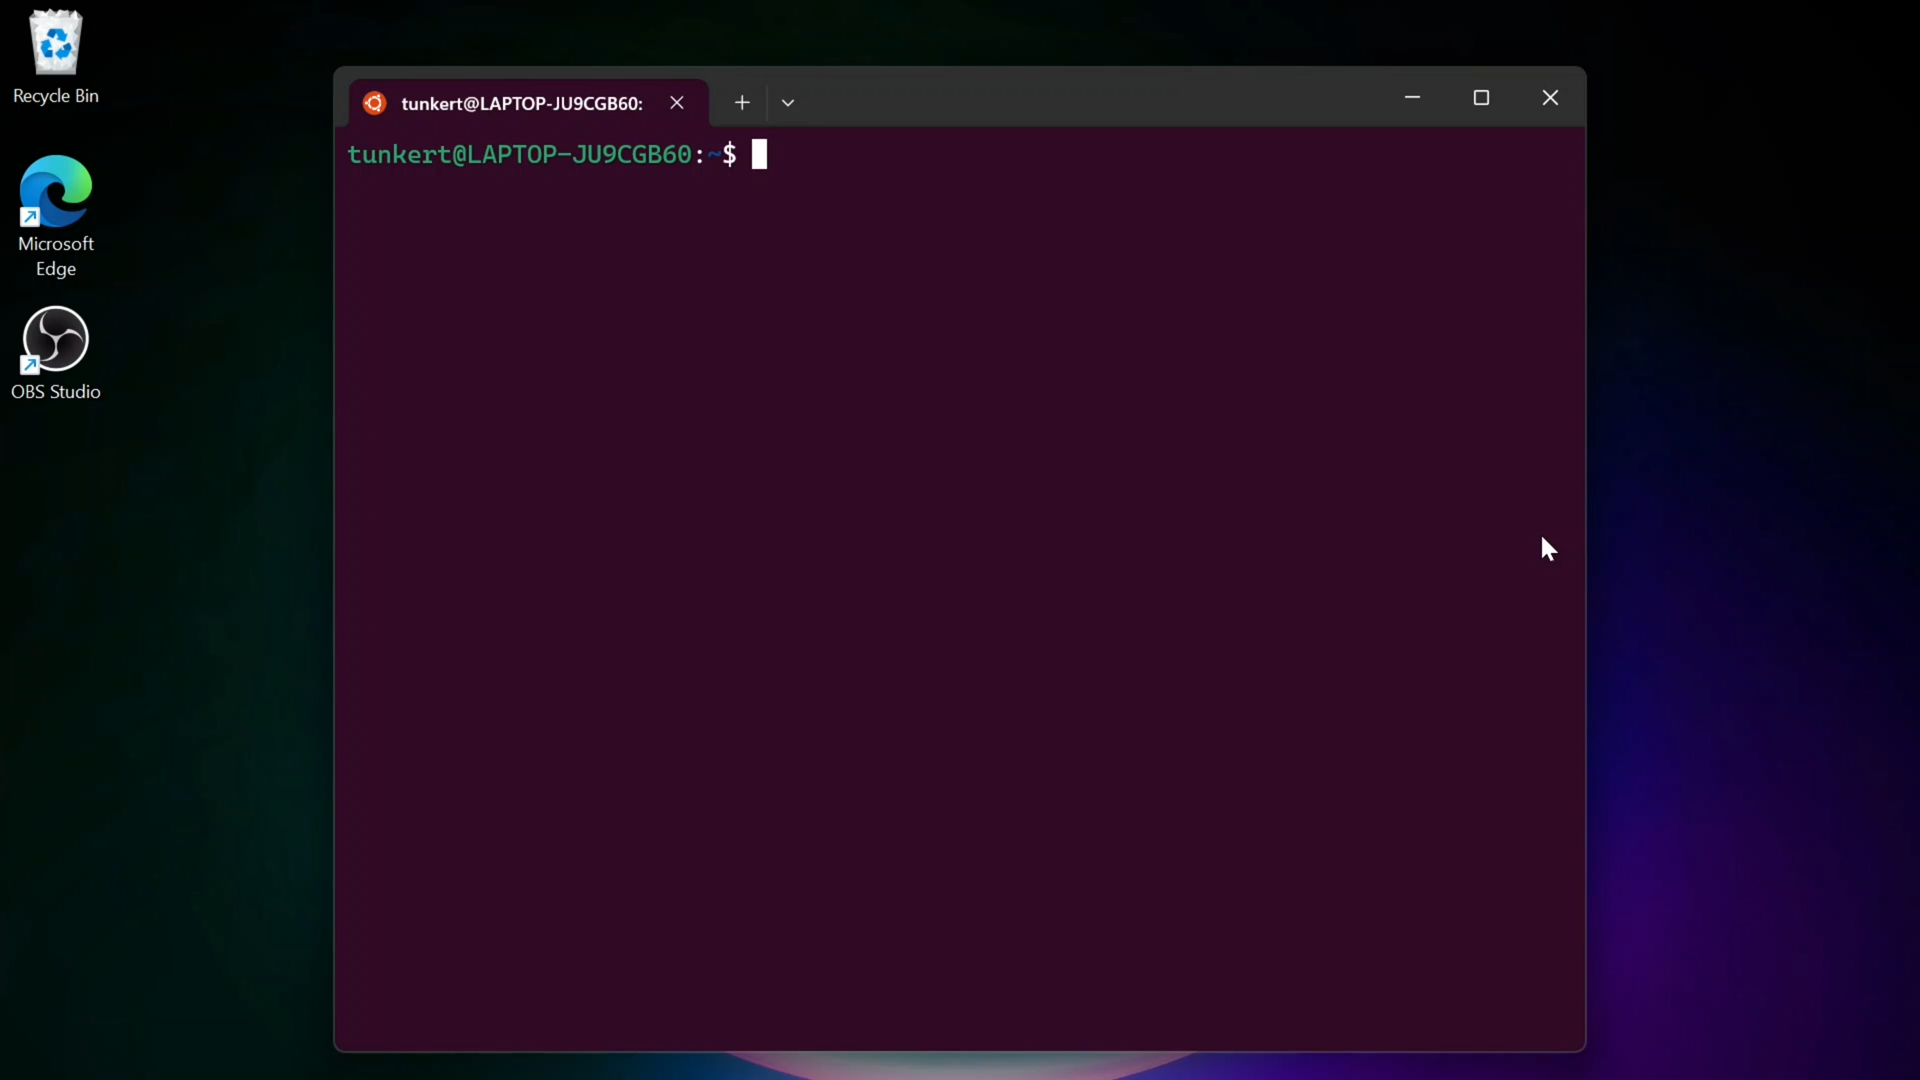 Recycle Bin
Microsoft
Edge
OBS Studio
tunkert@LAPTOP-JU9CGB60:
tunkert@LAPTOP-JU9CGB60:~$